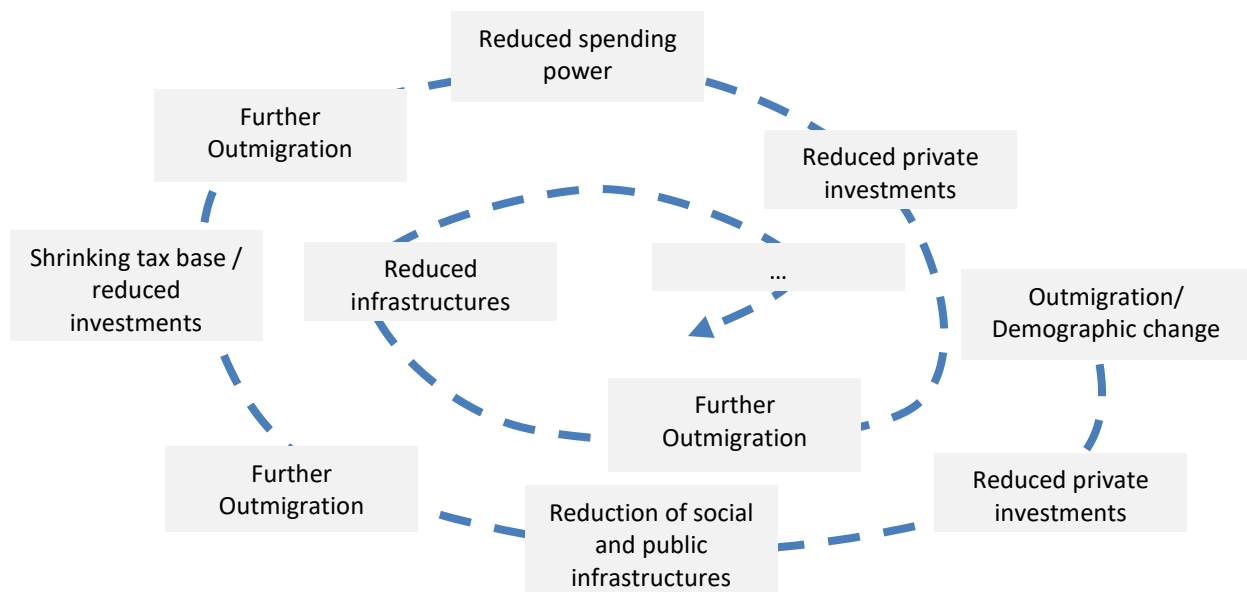 Reduced spending
power
Further
Outmigration
Reduced private
investments
Shrinking tax base /
reduced
investments
Reduced
infrastructures
...
Outmigration/
Demographic change
Further
Outmigration
Further
Outmigration
Reduction of social
and public
infrastructures
Reduced private
investments